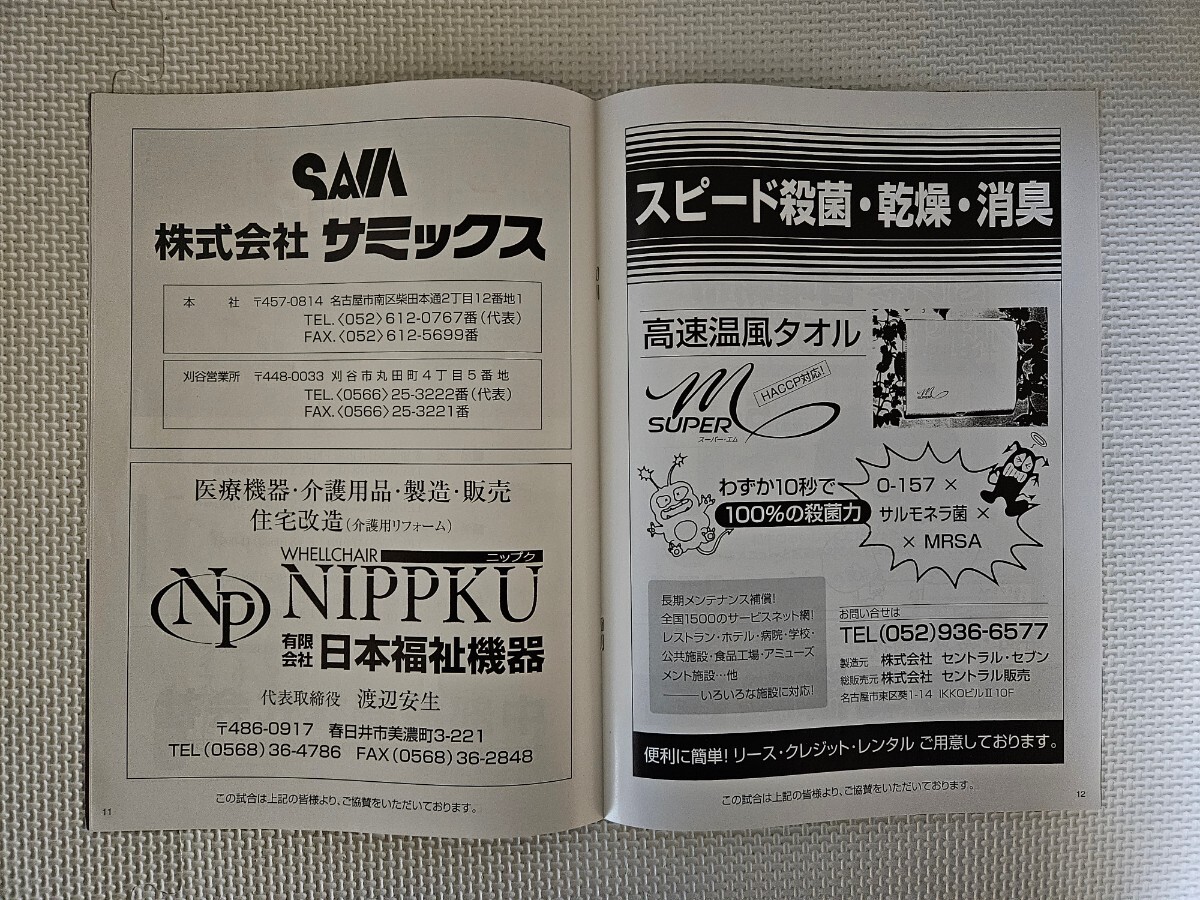 SAM
株式会社 サミックス
本 社 〒457-0814 名古屋市南区柴田本通2丁目12番地1
TEL.〈052〉612-0767番(代表)
FAX.〈052〉612-5699番
刈谷営業所 〒448-0033 刈谷市丸田町4丁目5番地
TEL.〈0566〉25-3222番(代表)
FAX.〈0566〉25-3221番
医療機器・介護用品・製造・販売
住宅改造(介護用リフォーム)
WHELLCHAIR ニップク
NP NIPPKU
有限会社 日本福祉機器
代表取締役 渡辺安生
〒486-0917 春日井市美濃町3-221
TEL(0568)36-4786 FAX(0568)36-2848
この試合は上記の皆様より、ご協賛をいただいております。
11
スピード殺菌・乾燥・消臭
高速温風タオル
HACCP対応!
m
SUPER
スーパー・エム
わずか10秒で
100%の殺菌力
O-157 ×
サルモネラ菌 ×
× MRSA
長期メンテナンス補償!
全国1500のサービスネット網!
レストラン・ホテル・病院・学校・
公共施設・食品工場・アミューズ
メント施設…他
――いろいろな施設に対応!
お問い合せは
TEL(052)936-6577
製造元 株式会社 セントラル・セブン
総販売元 株式会社 セントラル販売
名古屋市東区葵1-14 IKKOビルII 10F
便利に簡単! リース・クレジット・レンタル ご用意しております。
この試合は上記の皆様より、ご協賛をいただいております。
12